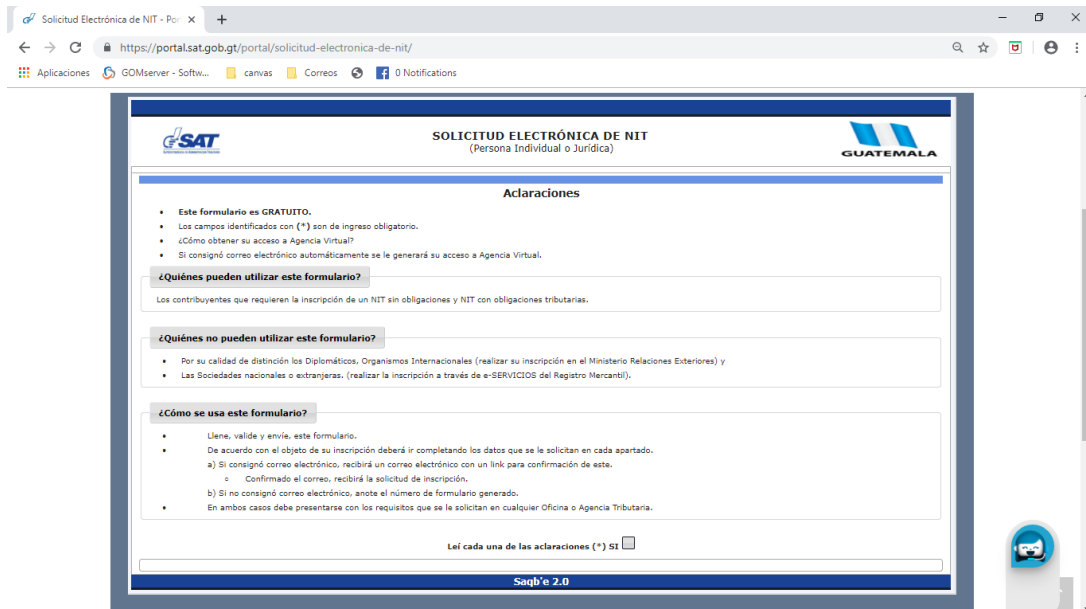 Solicitud Electrónica de NIT - Por
https://portal.sat.gob.gt/portal/solicitud-electronica-de-nit/
Aplicaciones GOMserver - Softw... canvas Correos 0 Notifications
SAT
SOLICITUD ELECTRÓNICA DE NIT
(Persona Individual o Jurídica)
GUATEMALA
Aclaraciones
• Este formulario es GRATUITO.
• Los campos identificados con (*) son de ingreso obligatorio.
• ¿Cómo obtener su acceso a Agencia Virtual?
• Si consignó correo electrónico automáticamente se le generará su acceso a Agencia Virtual.
¿Quiénes pueden utilizar este formulario?
Los contribuyentes que requieren la inscripción de un NIT sin obligaciones y NIT con obligaciones tributarias.
¿Quiénes no pueden utilizar este formulario?
• Por su calidad de distinción los Diplomáticos, Organismos Internacionales (realizar su inscripción en el Ministerio Relaciones Exteriores) y
• Las Sociedades nacionales o extranjeras. (realizar la inscripción a través de e-SERVICIOS del Registro Mercantil).
¿Cómo se usa este formulario?
• Llene, valide y envíe, este formulario.
• De acuerdo con el objeto de su inscripción deberá ir completando los datos que se le solicitan en cada apartado.
a) Si consignó correo electrónico, recibirá un correo electrónico con un link para confirmación de este.
o Confirmado el correo, recibirá la solicitud de inscripción.
b) Si no consignó correo electrónico, anote el número de formulario generado.
• En ambos casos debe presentarse con los requisitos que se le solicitan en cualquier Oficina o Agencia Tributaria.
Leí cada una de las aclaraciones (*) SI
Saqb'e 2.0